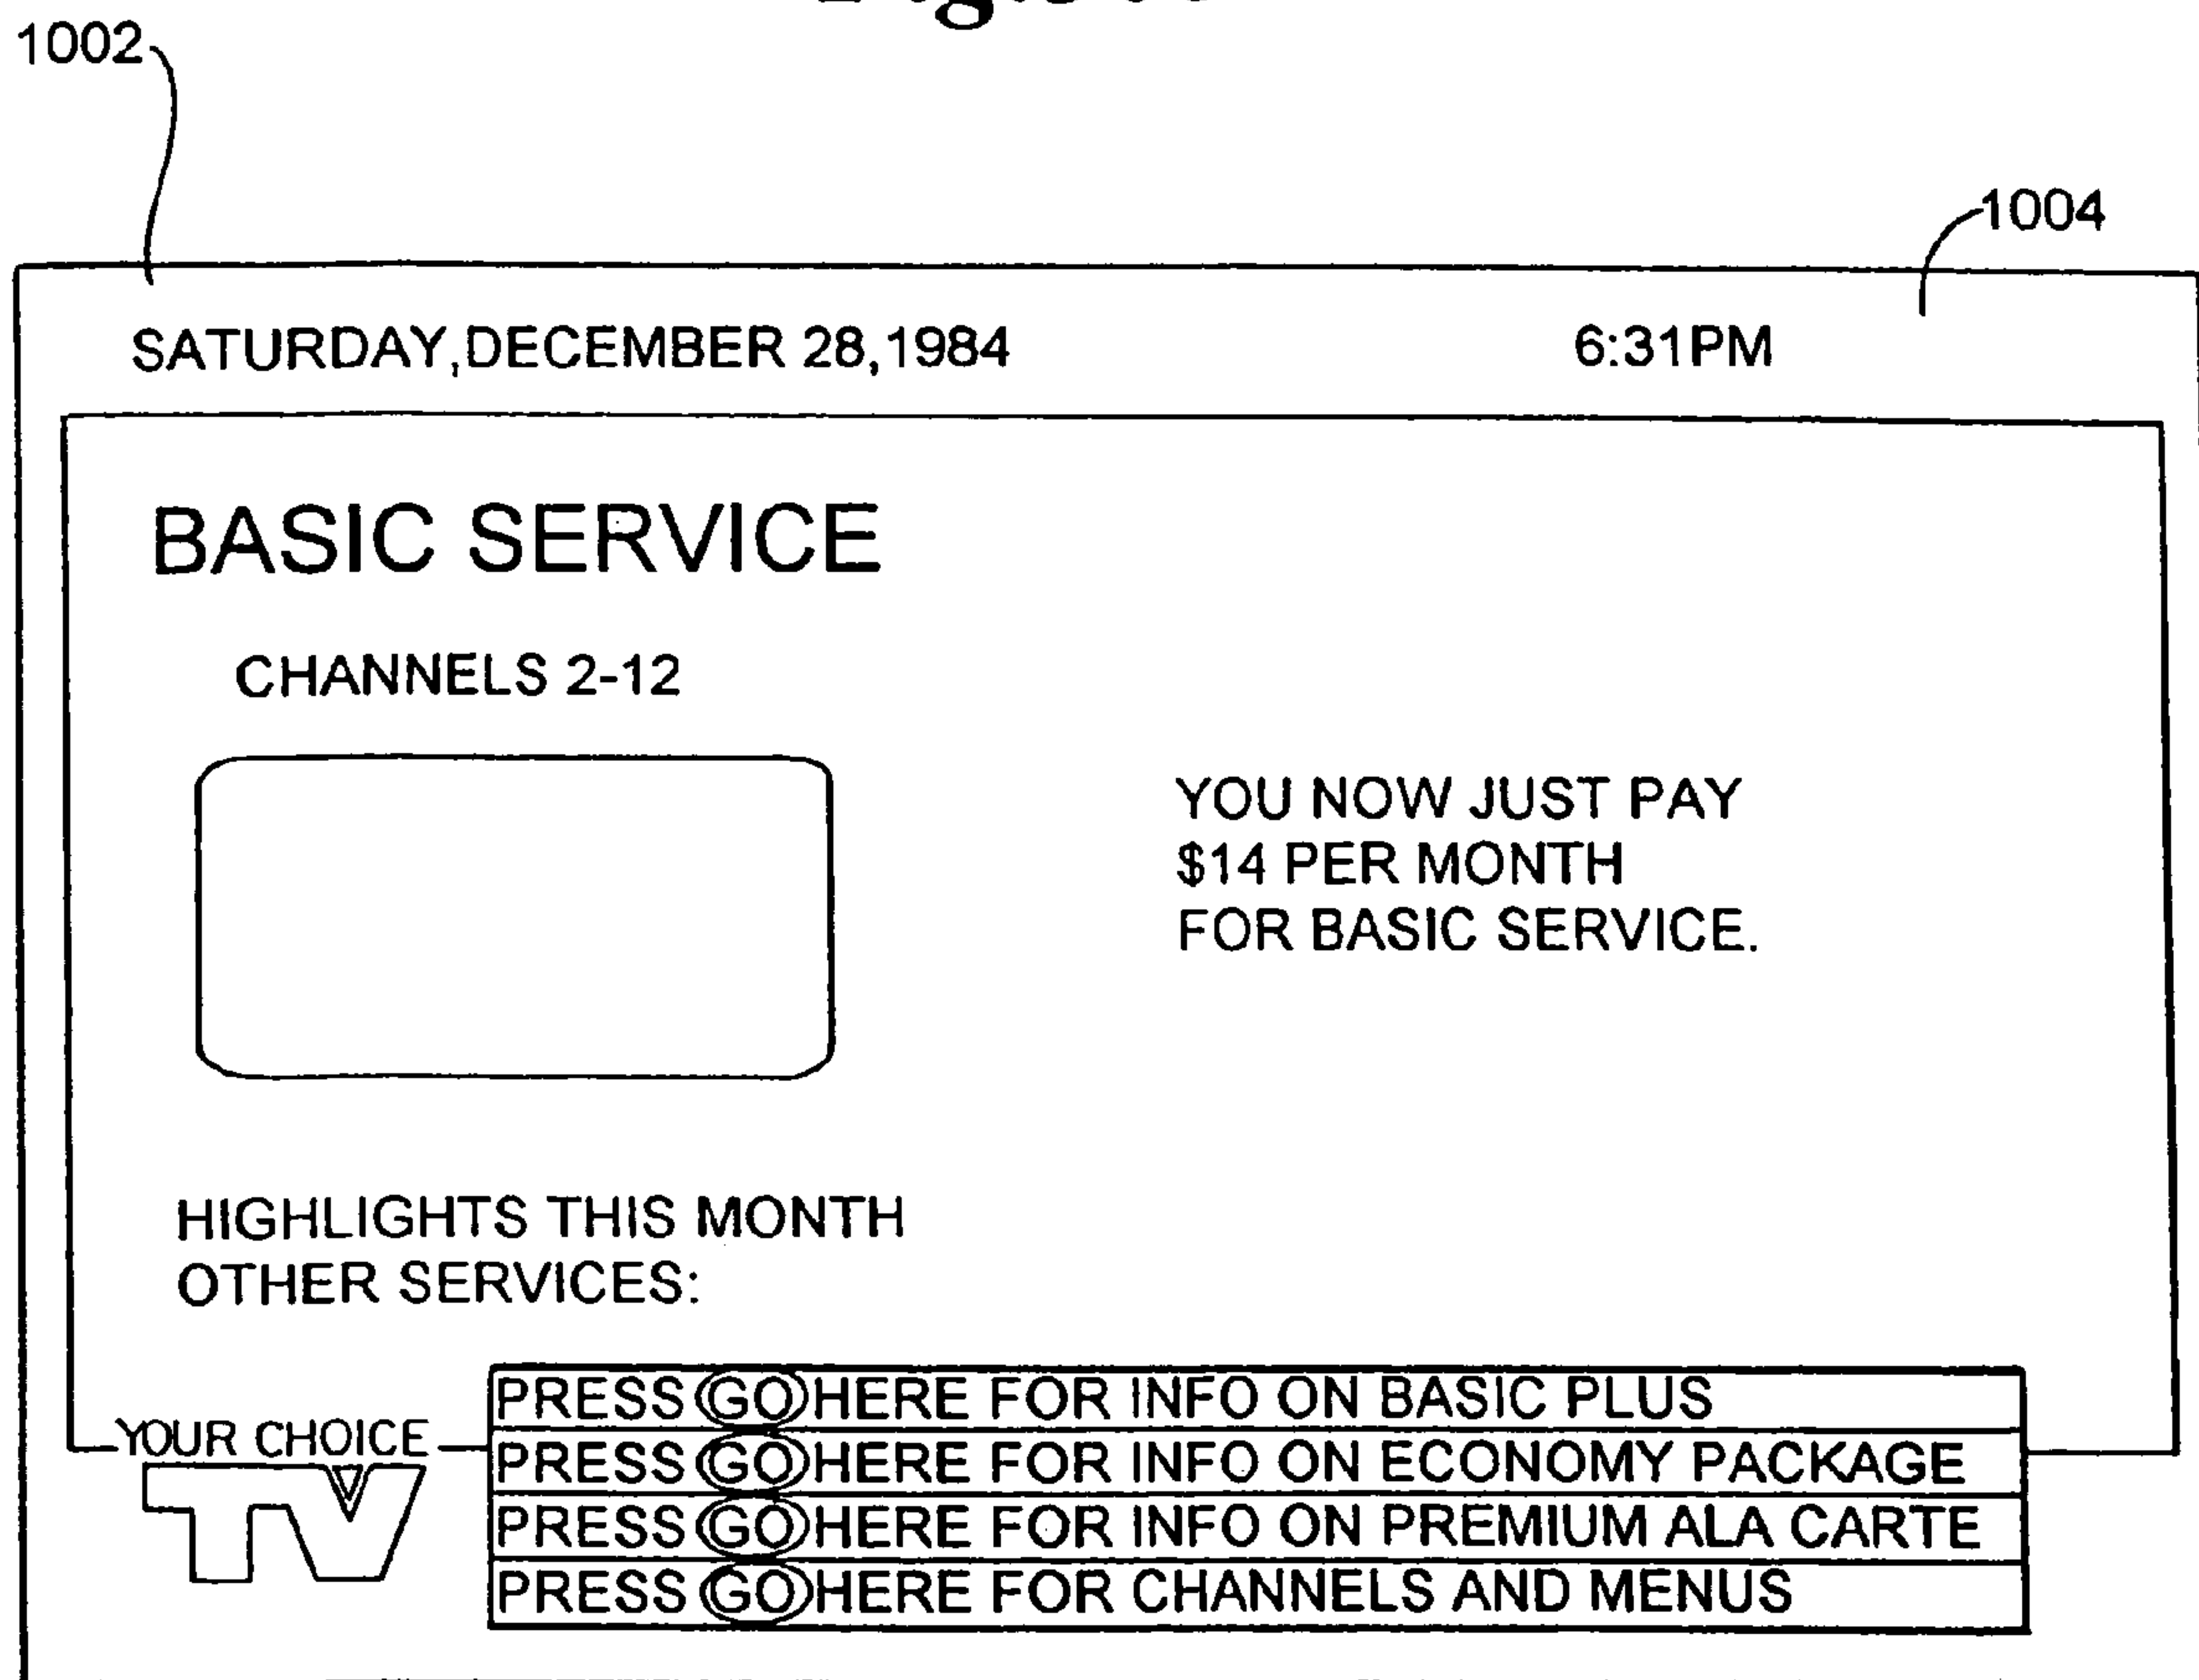 1002
1004
SATURDAY,DECEMBER 28,1984 6:31PM
BASIC SERVICE
CHANNELS 2-12
YOU NOW JUST PAY
$14 PER MONTH
FOR BASIC SERVICE.
HIGHLIGHTS THIS MONTH
OTHER SERVICES:
PRESS GO HERE FOR INFO ON BASIC PLUS
PRESS GO HERE FOR INFO ON ECONOMY PACKAGE
PRESS GO HERE FOR INFO ON PREMIUM ALA CARTE
PRESS GO HERE FOR CHANNELS AND MENUS
YOUR CHOICE
TV